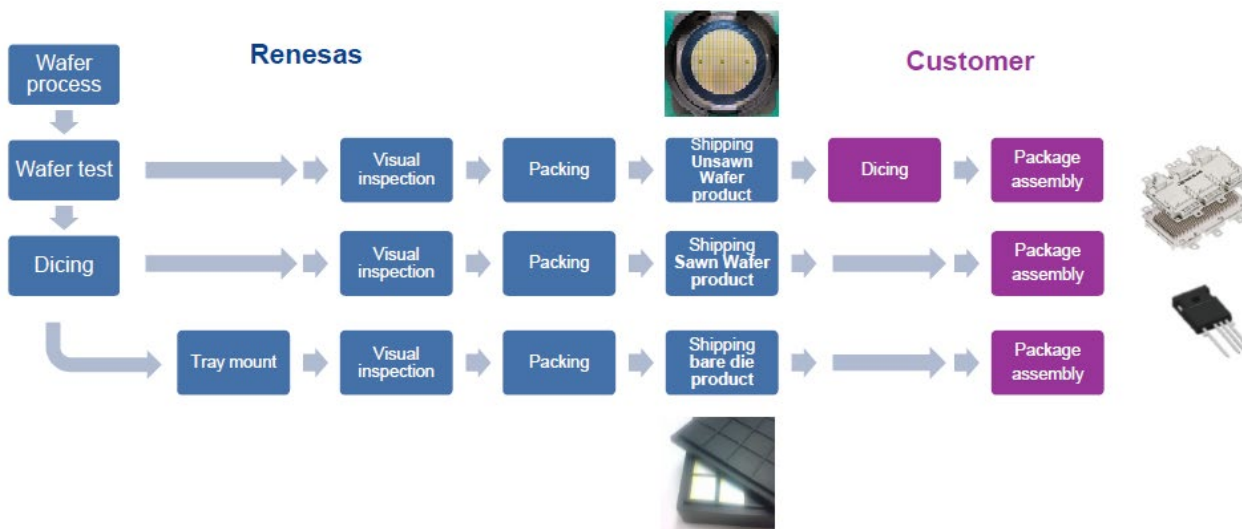 Renesas
Customer
Wafer
process
Wafer test
Visual
inspection
Packing
Shipping
Unsawn
Wafer
product
Dicing
Package
assembly
Dicing
Visual
inspection
Packing
Shipping
Sawn Wafer
product
Package
assembly
Tray mount
Visual
inspection
Packing
Shipping
bare die
product
Package
assembly